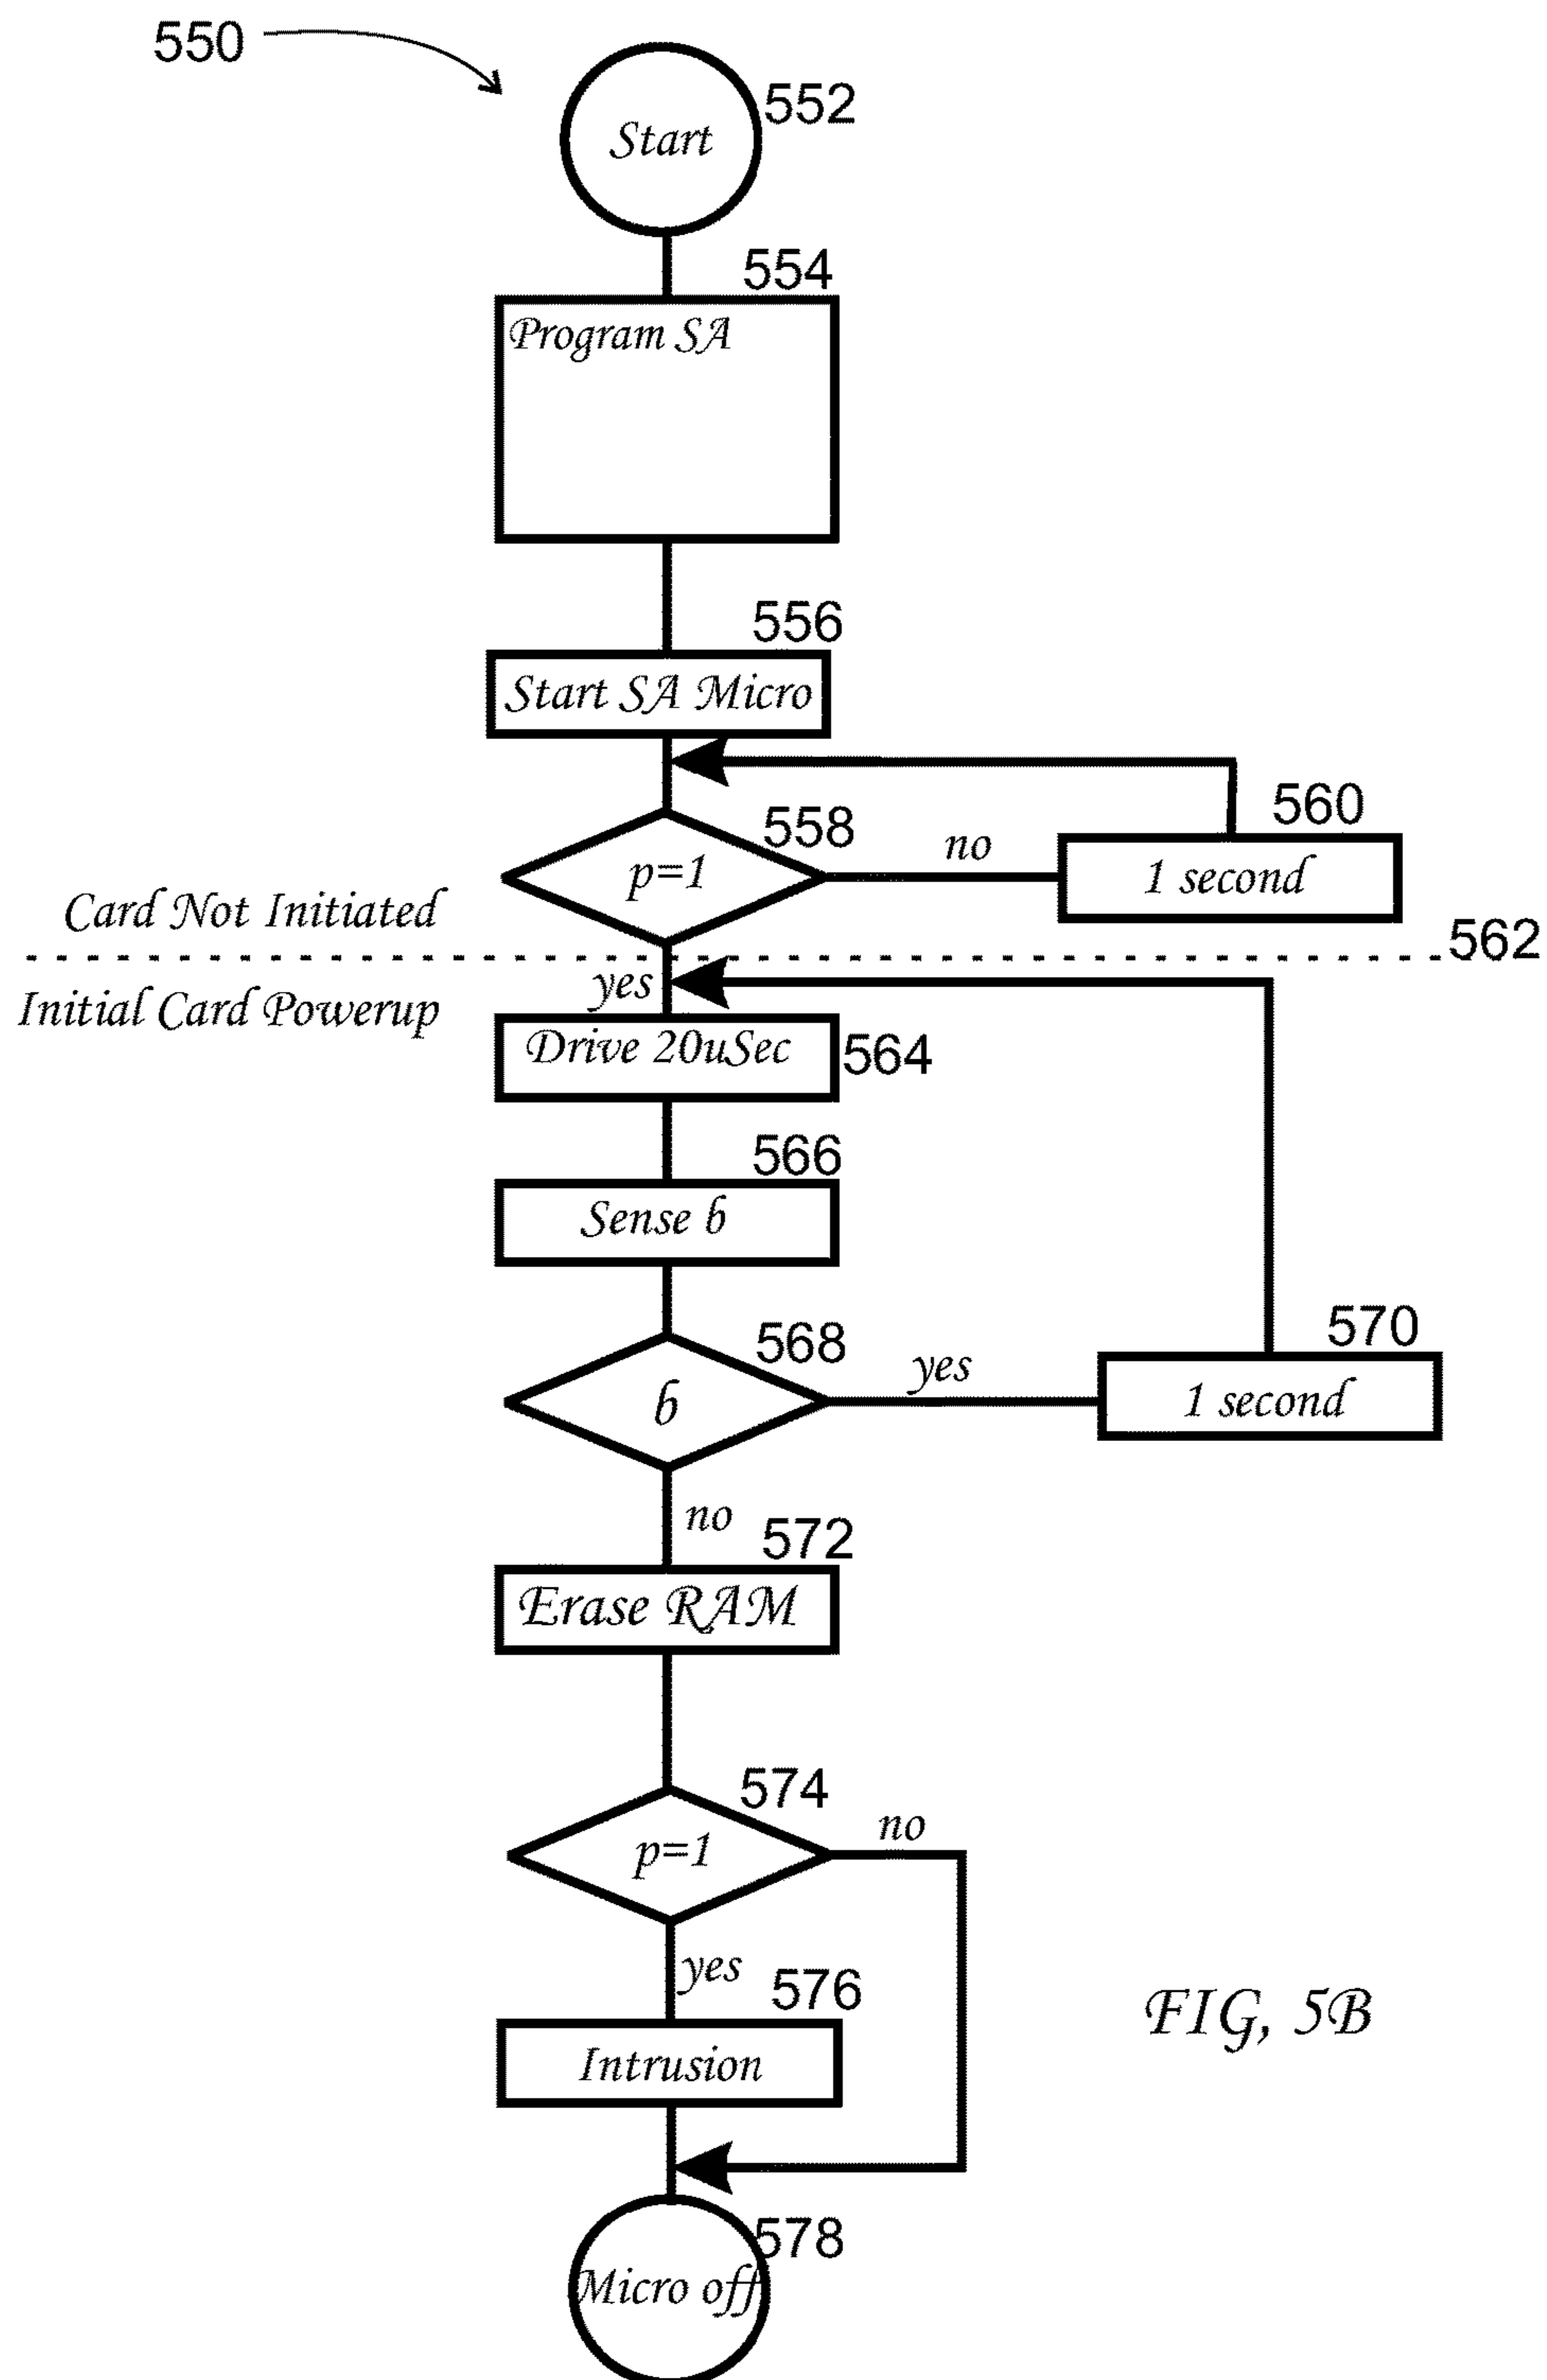 550
552
Start
554
Program SA
556
Start SA Micro
560
558
p=1
no
1 second
Card Not Initiated
562
yes
Initial Card Powerup
Drive 20uSec
564
566
Sense b
570
568
b
yes
1 second
no
572
Erase RAM
574
p=1
no
yes
576
Intrusion
FIG, 5B
578
Micro off